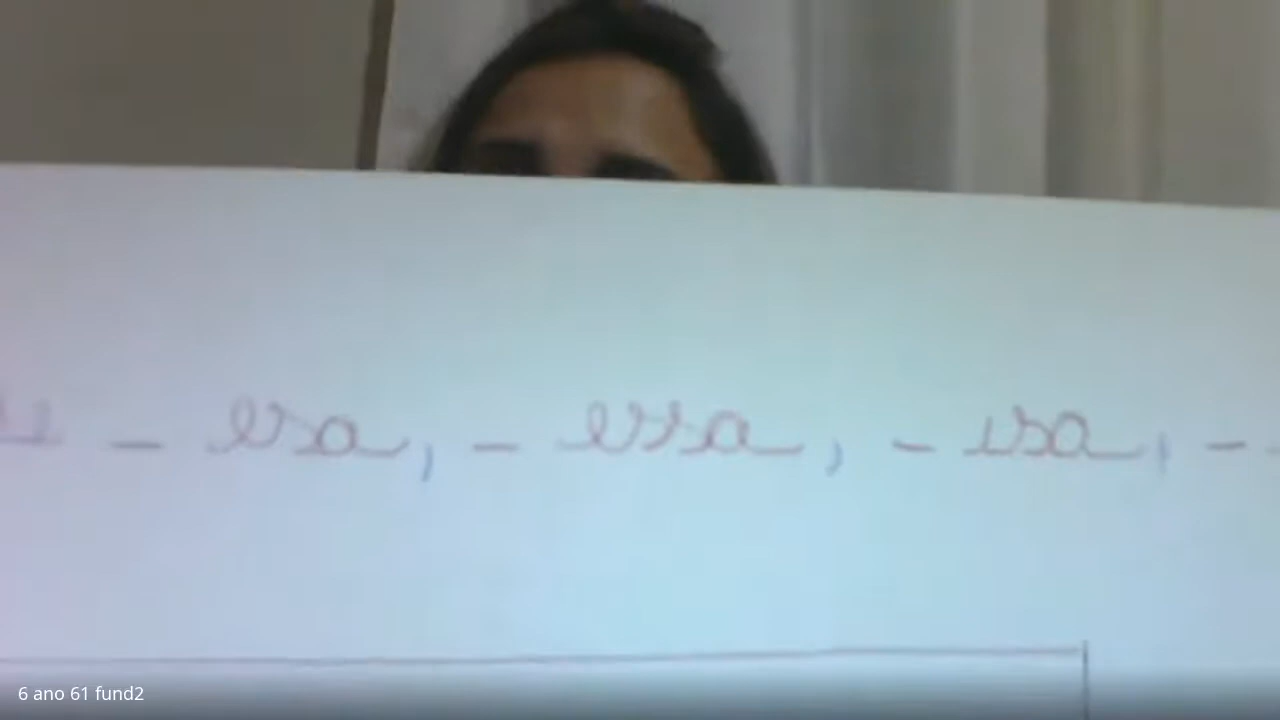 - esa, - essa, - isa, -
6 ano 61 fund2